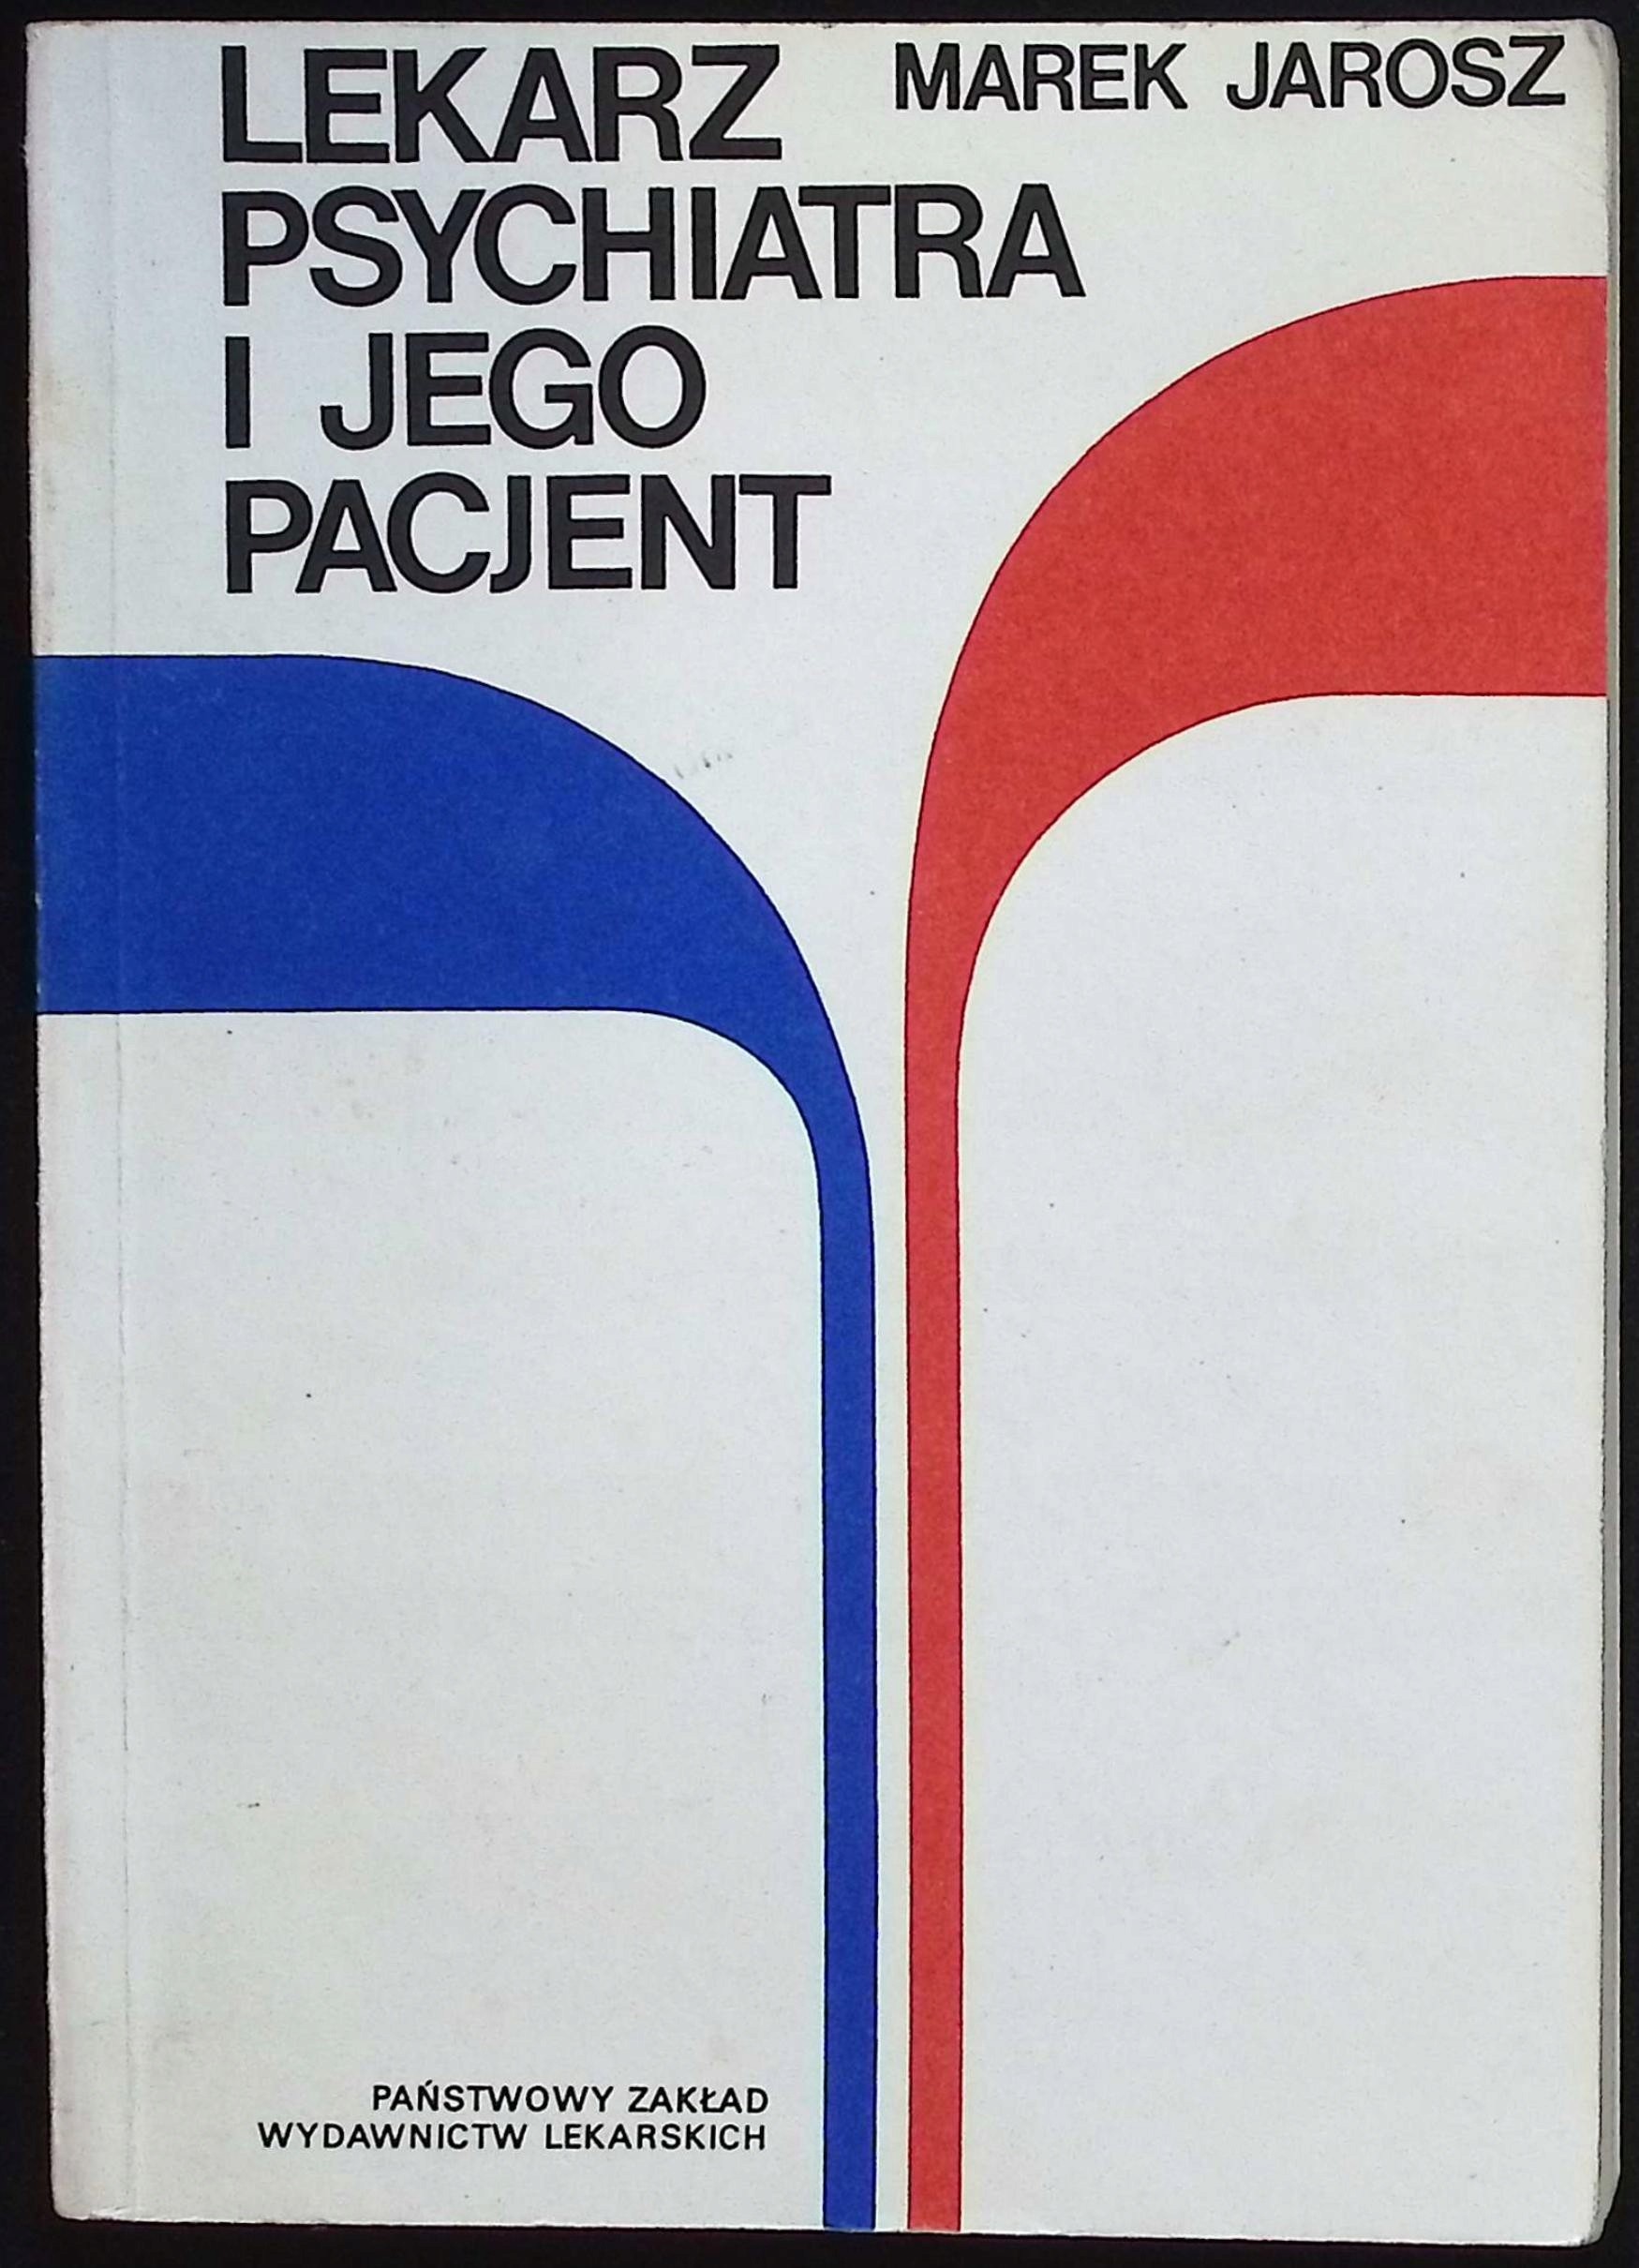 LEKARZ
PSYCHIATRA
I JEGO
PACJENT
MAREK JAROSZ
PAŃSTWOWY ZAKŁAD
WYDAWNICTW LEKARSKICH